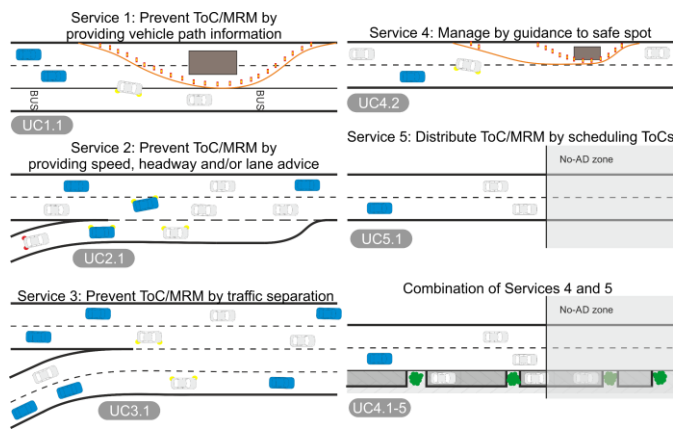 Service 1: Prevent ToC/MRM by
providing vehicle path information
BUS
BUS
UC1.1
Service 2: Prevent ToC/MRM by
providing speed, headway and/or lane advice
UC2.1
Service 3: Prevent ToC/MRM by traffic separation
UC3.1
Service 4: Manage by guidance to safe spot
UC4.2
Service 5: Distribute ToC/MRM by scheduling ToCs
No-AD zone
UC5.1
Combination of Services 4 and 5
No-AD zone
UC4.1-5